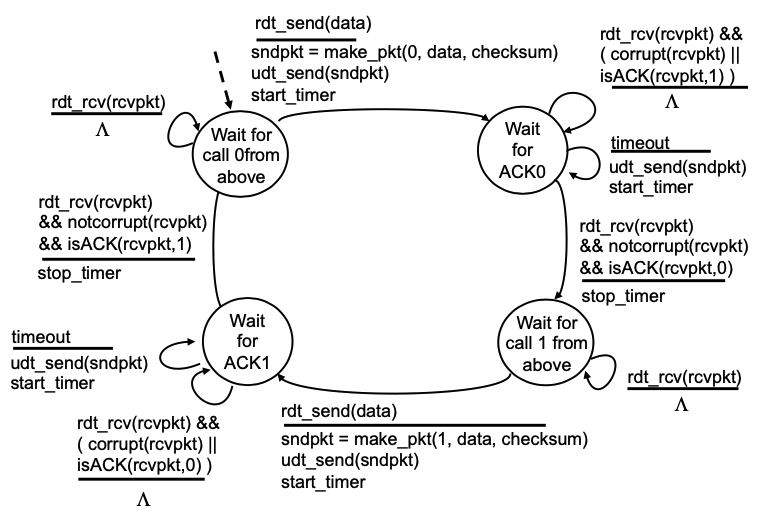 rdt_send(data)
sndpkt = make_pkt(0, data, checksum)
udt_send(sndpkt)
start_timer
rdt_rcv(rcvpkt) &&
( corrupt(rcvpkt) ||
isACK(rcvpkt,1) )
Λ
rdt_rcv(rcvpkt)
Λ
Wait for
call 0from
above
Wait
for
ACK0
timeout
udt_send(sndpkt)
start_timer
rdt_rcv(rcvpkt)
&& notcorrupt(rcvpkt)
&& isACK(rcvpkt,1)
stop_timer
rdt_rcv(rcvpkt)
&& notcorrupt(rcvpkt)
&& isACK(rcvpkt,0)
stop_timer
timeout
udt_send(sndpkt)
start_timer
Wait
for
ACK1
Wait for
call 1 from
above
rdt_rcv(rcvpkt)
Λ
rdt_rcv(rcvpkt) &&
( corrupt(rcvpkt) ||
isACK(rcvpkt,0) )
Λ
rdt_send(data)
sndpkt = make_pkt(1, data, checksum)
udt_send(sndpkt)
start_timer